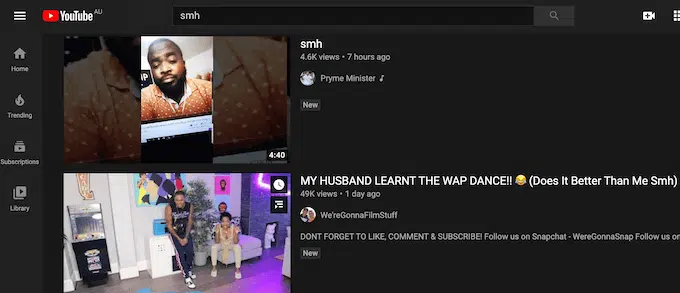 YouTube AU
smh
Home
Trending
Subscriptions
Library
4:40
smh
4.6K views • 7 hours ago
Pryme Minister ♪
New
MY HUSBAND LEARNT THE WAP DANCE!! 😂 (Does It Better Than Me Smh)
49K views • 1 day ago
We'reGonnaFilmStuff
DONT FORGET TO LIKE, COMMENT & SUBSCRIBE! Follow us on Snapchat - WereGonnaSnap Follow us on
New